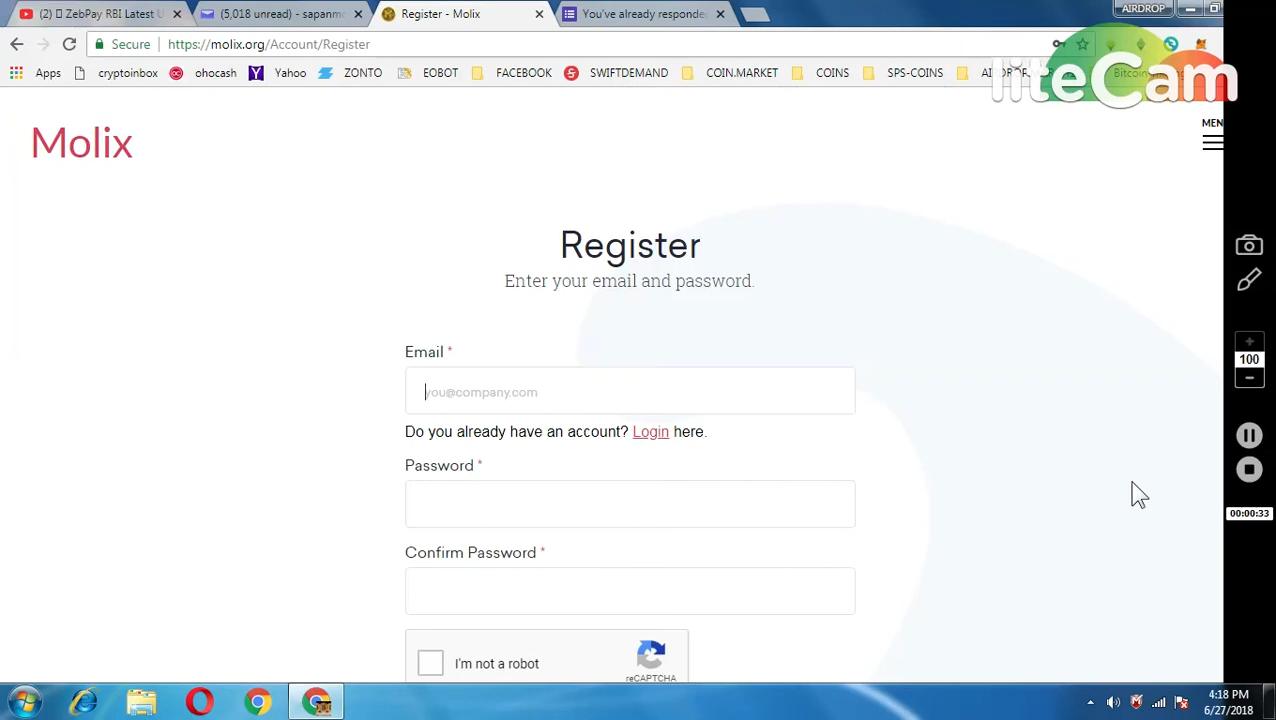 (2) ZebPay RBI Latest U
(5,018 unread) - sapanm
Register - Molix
You've already responde
AIRDROP
Secure
https://molix.org/Account/Register
Apps
cryptoinbox
ohocash
Yahoo
ZONTO
EOBOT
FACEBOOK
SWIFTDEMAND
COIN.MARKET
COINS
SPS-COINS
liteCam
Molix
MEN
Register
Enter your email and password.
Email *
you@company.com
Do you already have an account? Login here.
Password *
Confirm Password *
I'm not a robot
reCAPTCHA
100
00:00:33
4:18 PM
6/27/2018